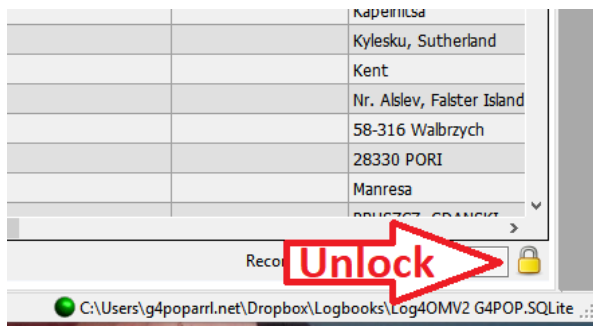 Kylesku, Sutherland
Kent
Nr. Alslev, Falster Island
58-316 Walbrzych
28330 PORI
Manresa
Unlock
C:\Users\g4poparrl.net\Dropbox\Logbooks\Log4OMV2 G4POP.SQLite